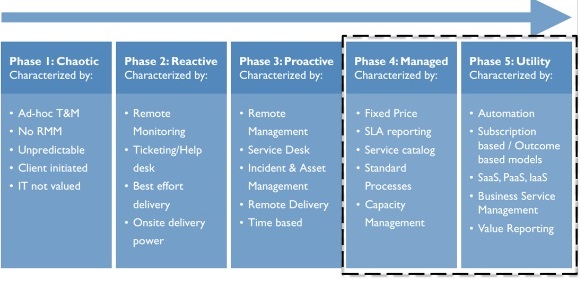 Phase 1: Chaotic
Characterized by:
• Ad-hoc T&M
• No RMM
• Unpredictable
• Client initiated
• IT not valued
Phase 2: Reactive
Characterized by:
• Remote
Monitoring
• Ticketing/Help
desk
• Best effort
delivery
• Onsite delivery
power
Phase 3: Proactive
Characterized by:
• Remote
Management
• Service Desk
• Incident & Asset
Management
• Remote Delivery
• Time based
Phase 4: Managed
Characterized by:
• Fixed Price
• SLA reporting
• Service catalog
• Standard
Processes
• Capacity
Management
Phase 5: Utility
Characterized by:
• Automation
• Subscription
based / Outcome
based models
• SaaS, PaaS, IaaS
• Business Service
Management
• Value Reporting